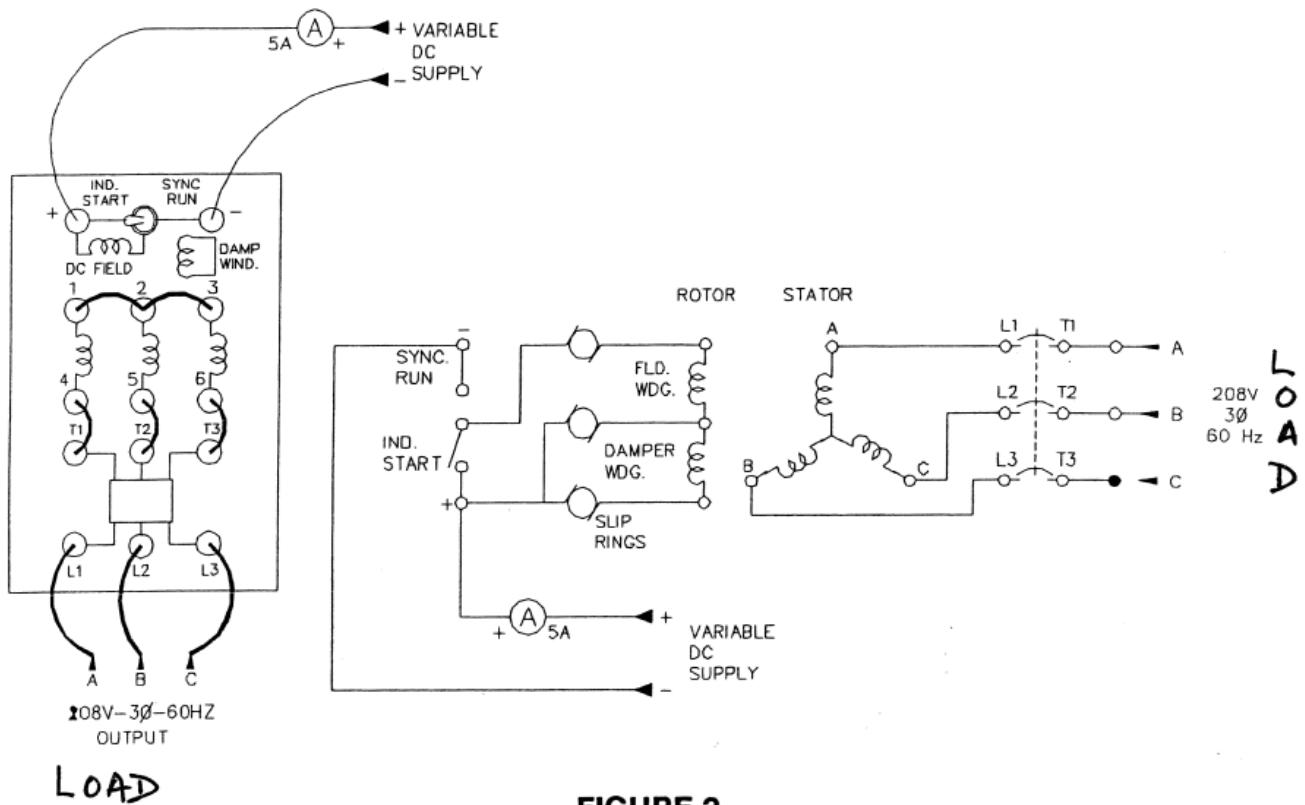 A
5A
+
+ VARIABLE
DC
- SUPPLY
IND.
START
SYNC
RUN
+
-
DC FIELD
DAMP
WIND.
1 2 3
4 5 6
T1 T2 T3
L1 L2 L3
A B C
208V-3Ø-60HZ
OUTPUT
LOAD
ROTOR STATOR
-
SYNC.
RUN
IND.
START
+
FLD.
WDG.
DAMPER
WDG.
SLIP
RINGS
A
B
C
L1 T1
L2 T2
L3 T3
A
B
C
208V
3Ø
60 Hz
LOAD
A
+
5A
+
VARIABLE
DC
SUPPLY
-
FIGURE 2